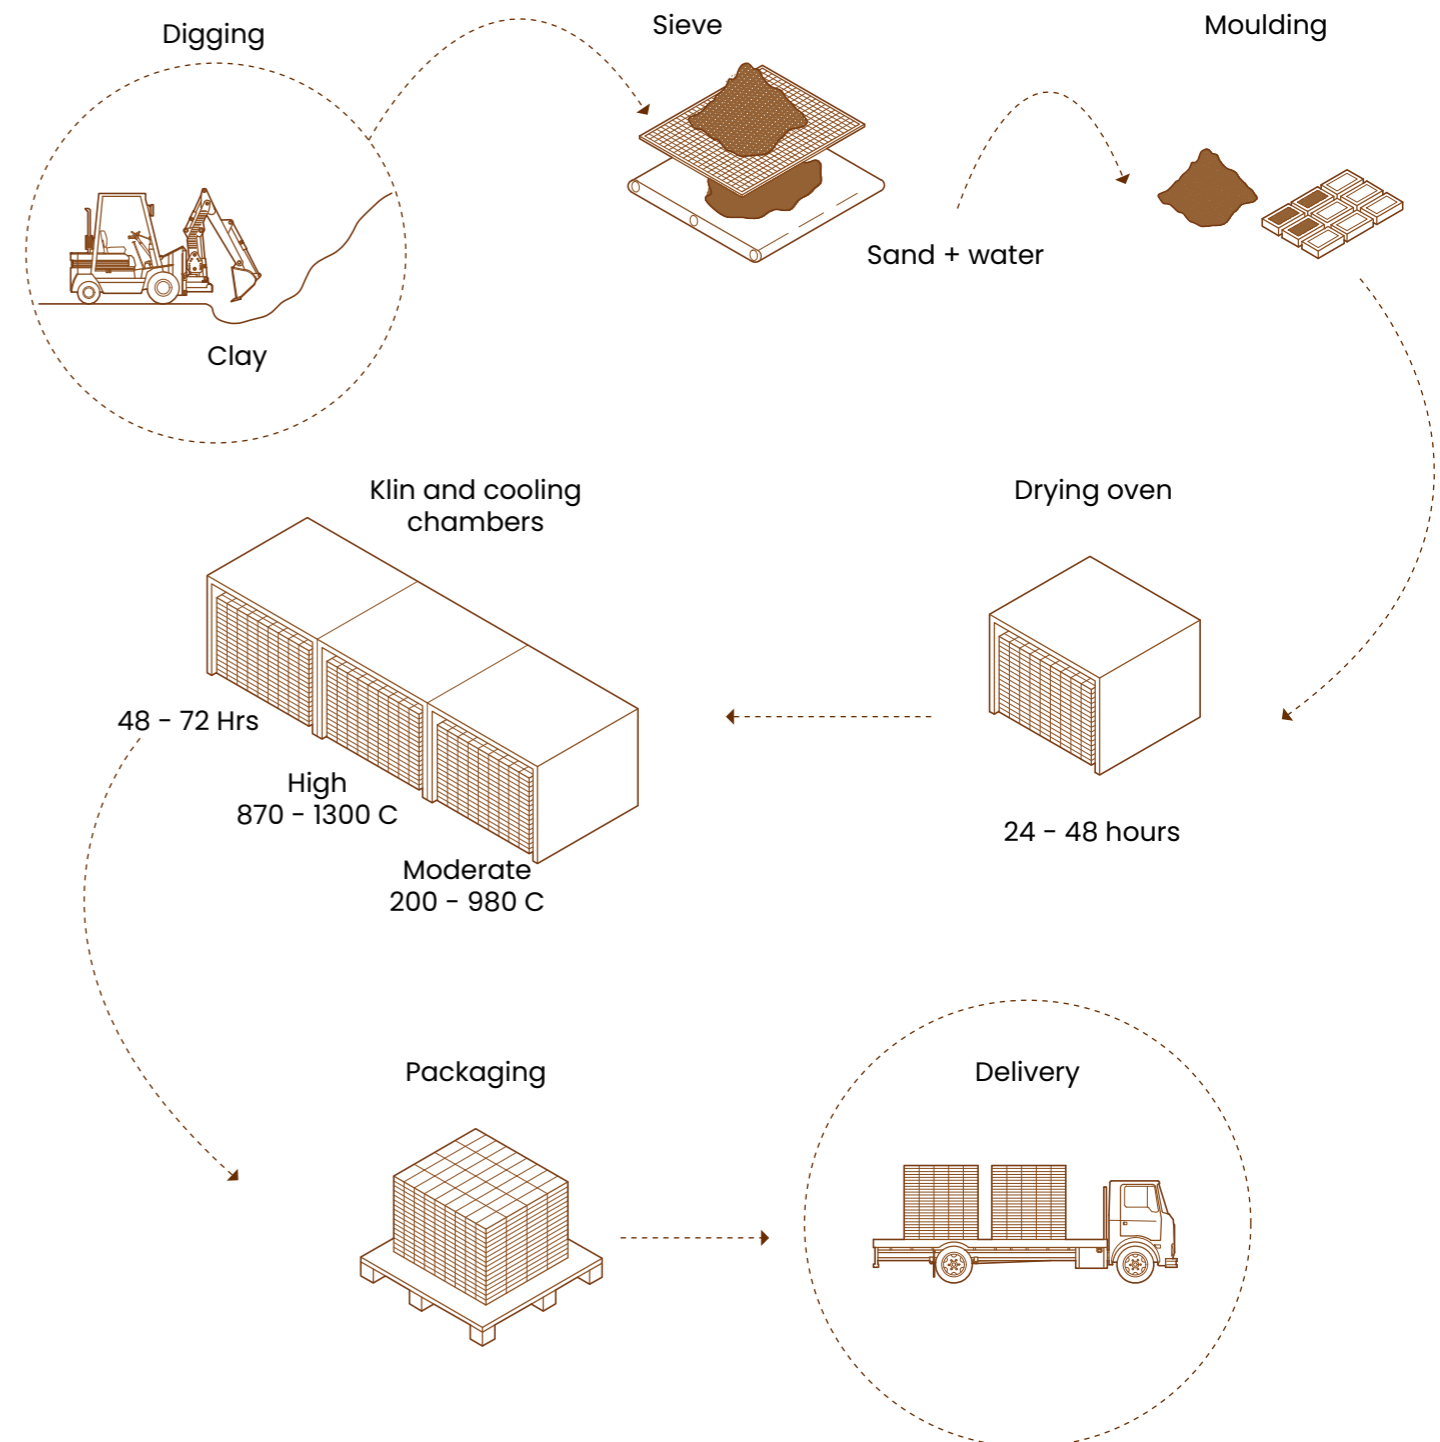 Digging
Sieve
Moulding
Sand + water
Clay
Klin and cooling
chambers
Drying oven
48 - 72 Hrs
High
870 - 1300 C
Moderate
200 - 980 C
24 - 48 hours
Packaging
Delivery